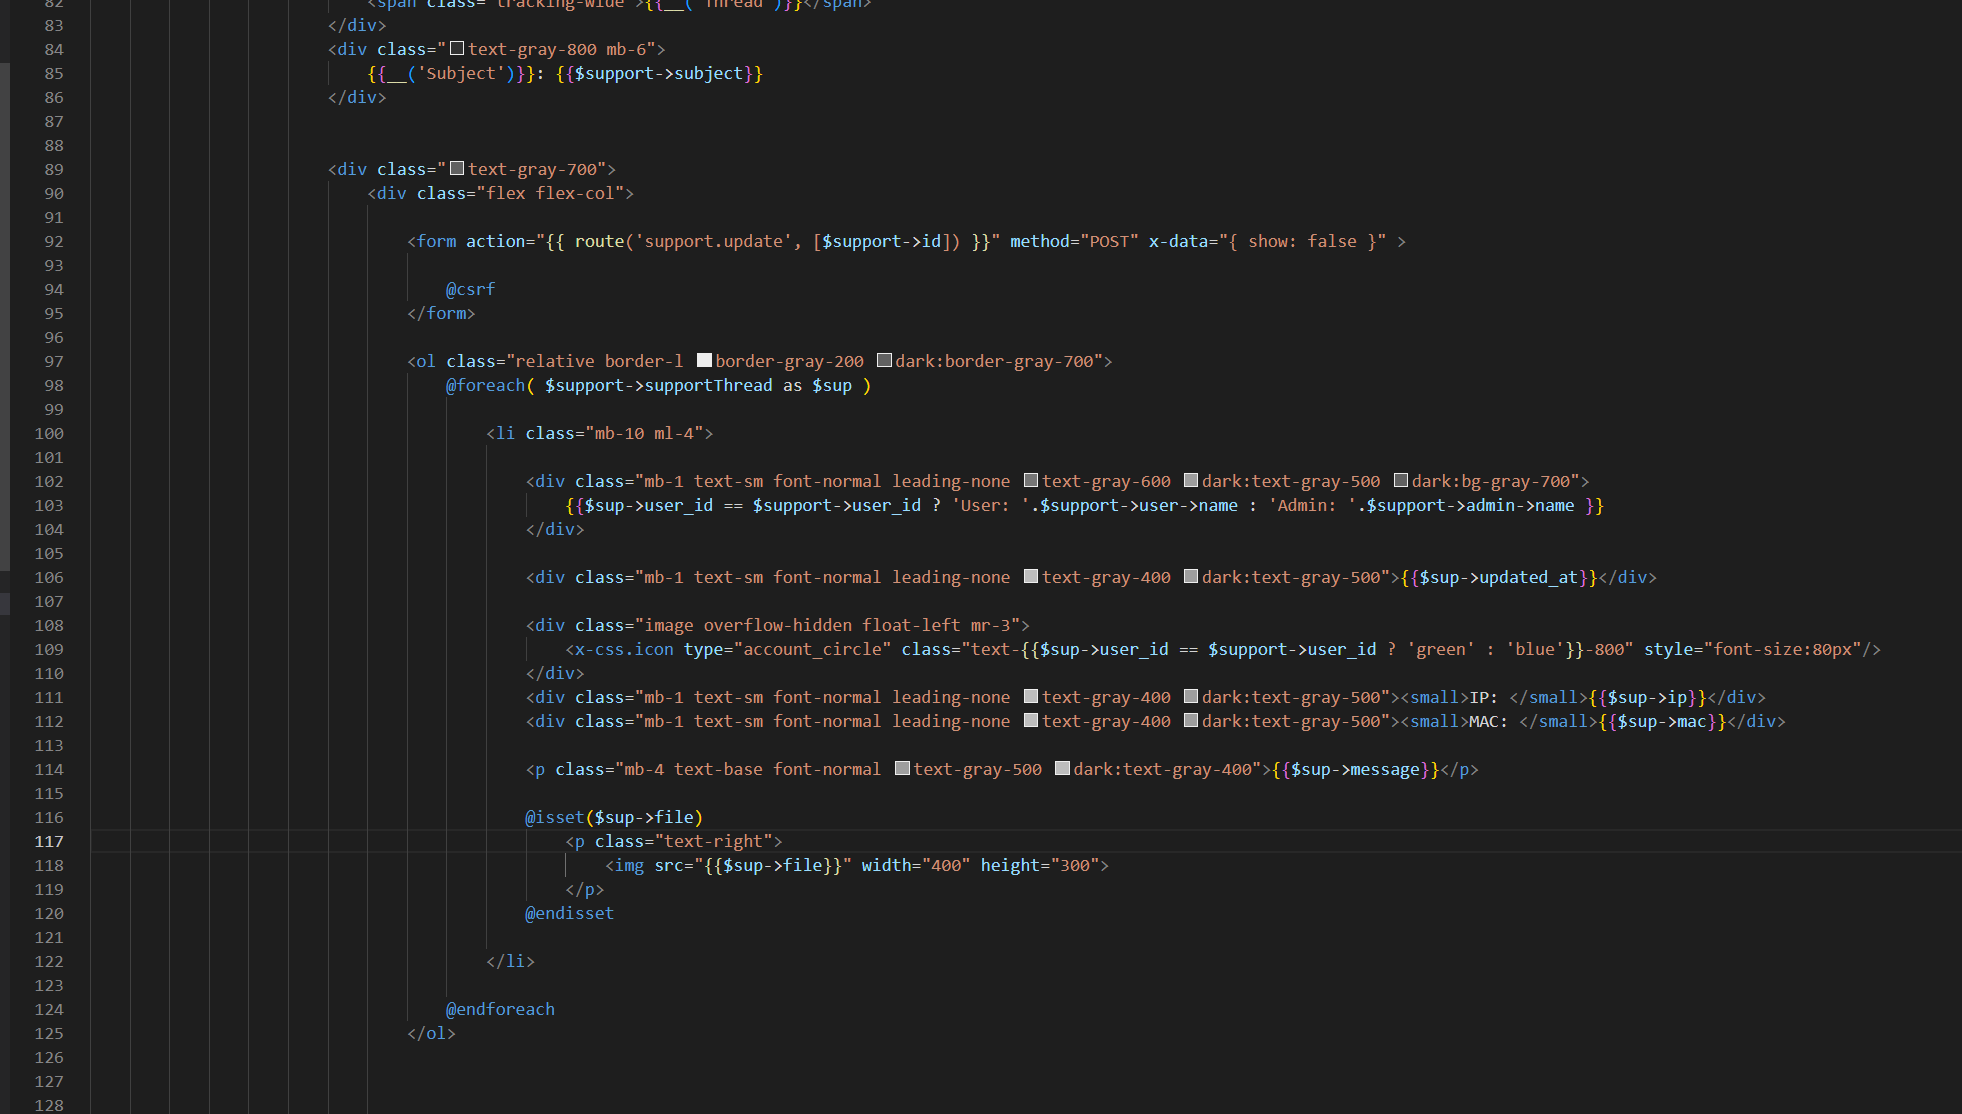 82 <span class="tracking-wide">{{__('Thread')}}</span>
83 </div>
84 <div class="text-gray-800 mb-6">
85 {{__('Subject')}}: {{$support->subject}}
86 </div>
87
88
89 <div class="text-gray-700">
90 <div class="flex flex-col">
91
92 <form action="{{ route('support.update', [$support->id]) }}" method="POST" x-data="{ show: false }" >
93
94 @csrf
95 </form>
96
97 <ol class="relative border-l border-gray-200 dark:border-gray-700">
98 @foreach( $support->supportThread as $sup )
99
100 <li class="mb-10 ml-4">
101
102 <div class="mb-1 text-sm font-normal leading-none text-gray-600 dark:text-gray-500 dark:bg-gray-700">
103 {{$sup->user_id == $support->user_id ? 'User: '.$support->user->name : 'Admin: '.$support->admin->name }}
104 </div>
105
106 <div class="mb-1 text-sm font-normal leading-none text-gray-400 dark:text-gray-500">{{$sup->updated_at}}</div>
107
108 <div class="image overflow-hidden float-left mr-3">
109 <x-css.icon type="account_circle" class="text-{{$sup->user_id == $support->user_id ? 'green' : 'blue'}}-800" style="font-size:80px"/>
110 </div>
111 <div class="mb-1 text-sm font-normal leading-none text-gray-400 dark:text-gray-500"><small>IP: </small>{{$sup->ip}}</div>
112 <div class="mb-1 text-sm font-normal leading-none text-gray-400 dark:text-gray-500"><small>MAC: </small>{{$sup->mac}}</div>
113
114 <p class="mb-4 text-base font-normal text-gray-500 dark:text-gray-400">{{$sup->message}}</p>
115
116 @isset($sup->file)
117 <p class="text-right">
118 <img src="{{$sup->file}}" width="400" height="300">
119 </p>
120 @endisset
121
122 </li>
123
124 @endforeach
125 </ol>
126
127
128